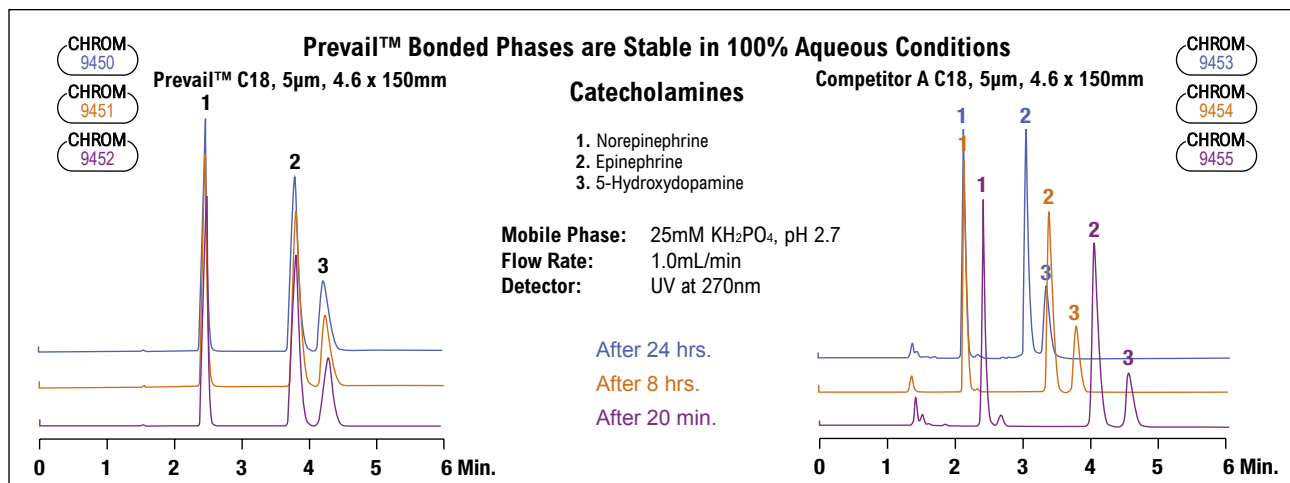 Prevail™ Bonded Phases are Stable in 100% Aqueous Conditions
CHROM
9450
CHROM
9451
CHROM
9452
Prevail™ C18, 5µm, 4.6 x 150mm
1
2
3
0 1 2 3 4 5 6 Min.
Catecholamines
1. Norepinephrine
2. Epinephrine
3. 5-Hydroxydopamine
Mobile Phase: 25mM KH₂PO₄, pH 2.7
Flow Rate: 1.0mL/min
Detector: UV at 270nm
After 24 hrs.
After 8 hrs.
After 20 min.
Competitor A C18, 5µm, 4.6 x 150mm
CHROM
9453
CHROM
9454
CHROM
9455
1 2
1
1 2
2
3
3
3
0 1 2 3 4 5 6 Min.